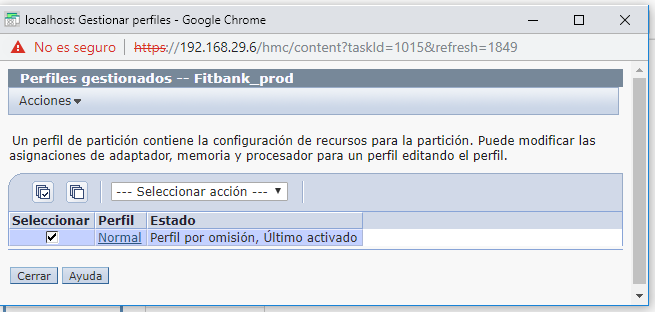 localhost: Gestionar perfiles - Google Chrome
No es seguro | https://192.168.29.6/hmc/content?taskId=1015&refresh=1849
Perfiles gestionados -- Fitbank_prod
Acciones
Un perfil de partición contiene la configuración de recursos para la partición. Puede modificar las
asignaciones de adaptador, memoria y procesador para un perfil editando el perfil.
--- Seleccionar acción ---
Seleccionar Perfil Estado
Normal Perfil por omisión, Último activado
Cerrar Ayuda